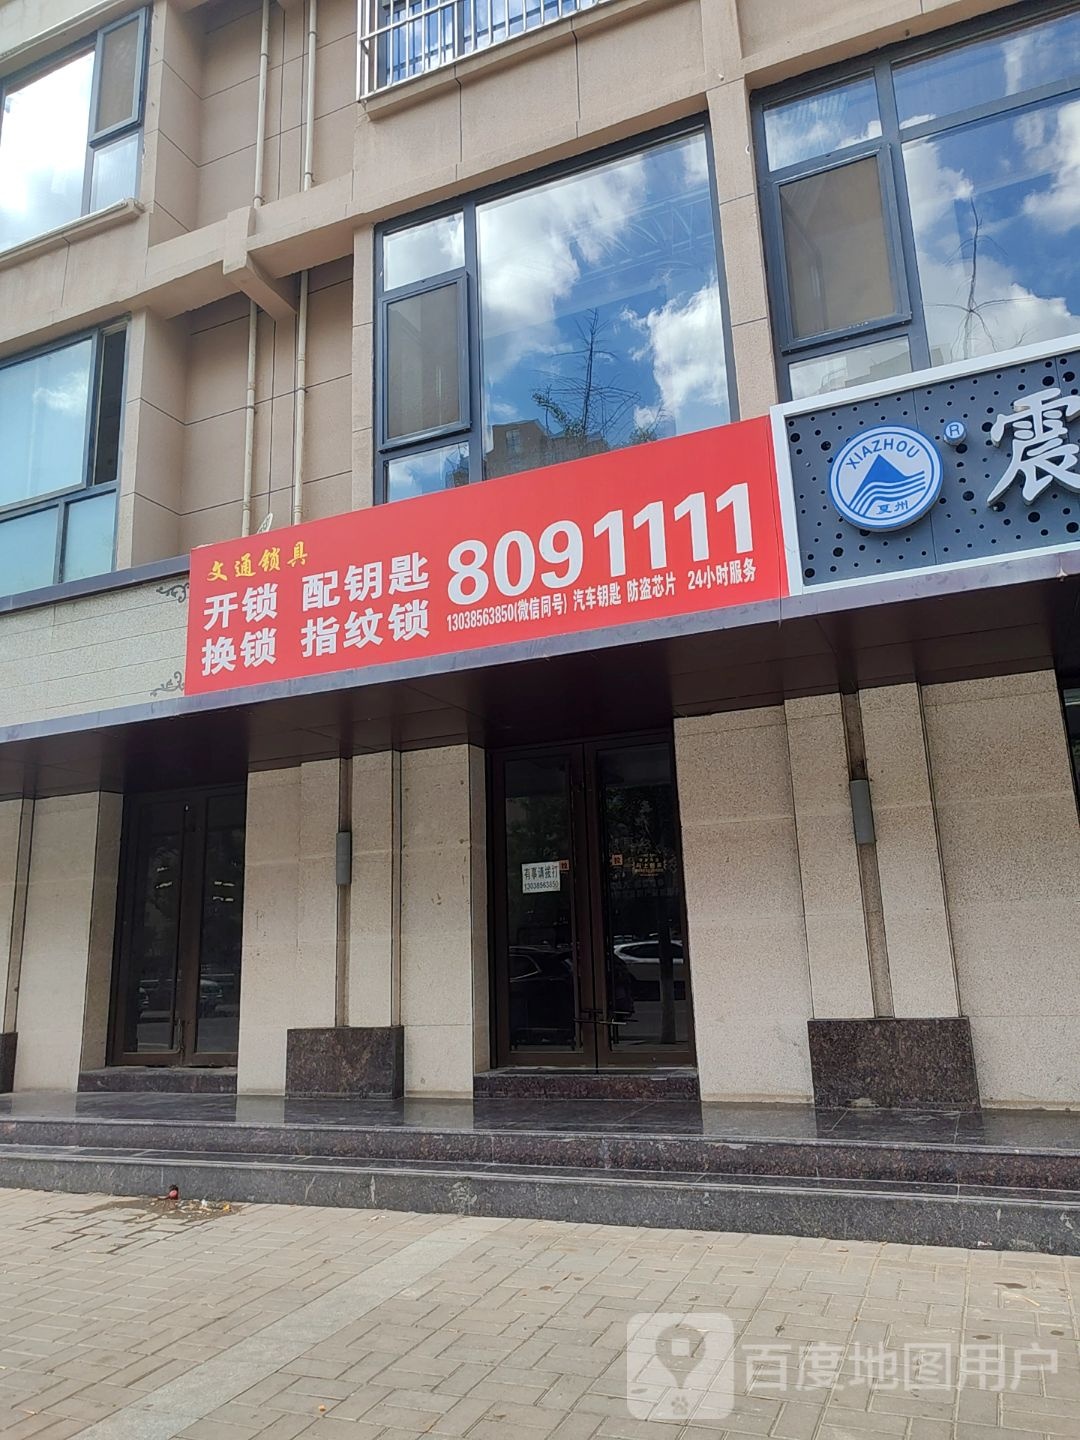 文通锁具
开锁 配钥匙 8091111
换锁 指纹锁 13038563850(微信同号) 汽车钥匙 防盗芯片 24小时服务
XIAZHOU
夏州
®
震
有事请拨打
13038563850
百度地图用户